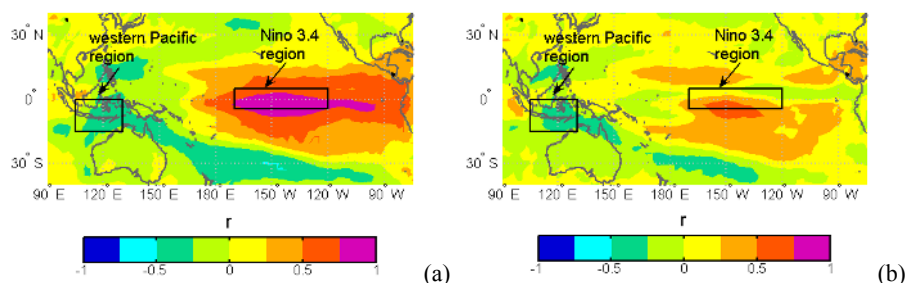 30° N
0°
30° S
western Pacific
region
Nino 3.4
region
90 E 120 E 150 E 180 W 150 W 120 W 90 W
r
-1 -0.5 0 0.5 1
(a)
30° N
0°
30° S
western Pacific
region
Nino 3.4
region
90 E 120 E 150 E 180 W 150 W 120 W 90 W
r
-1 -0.5 0 0.5 1
(b)